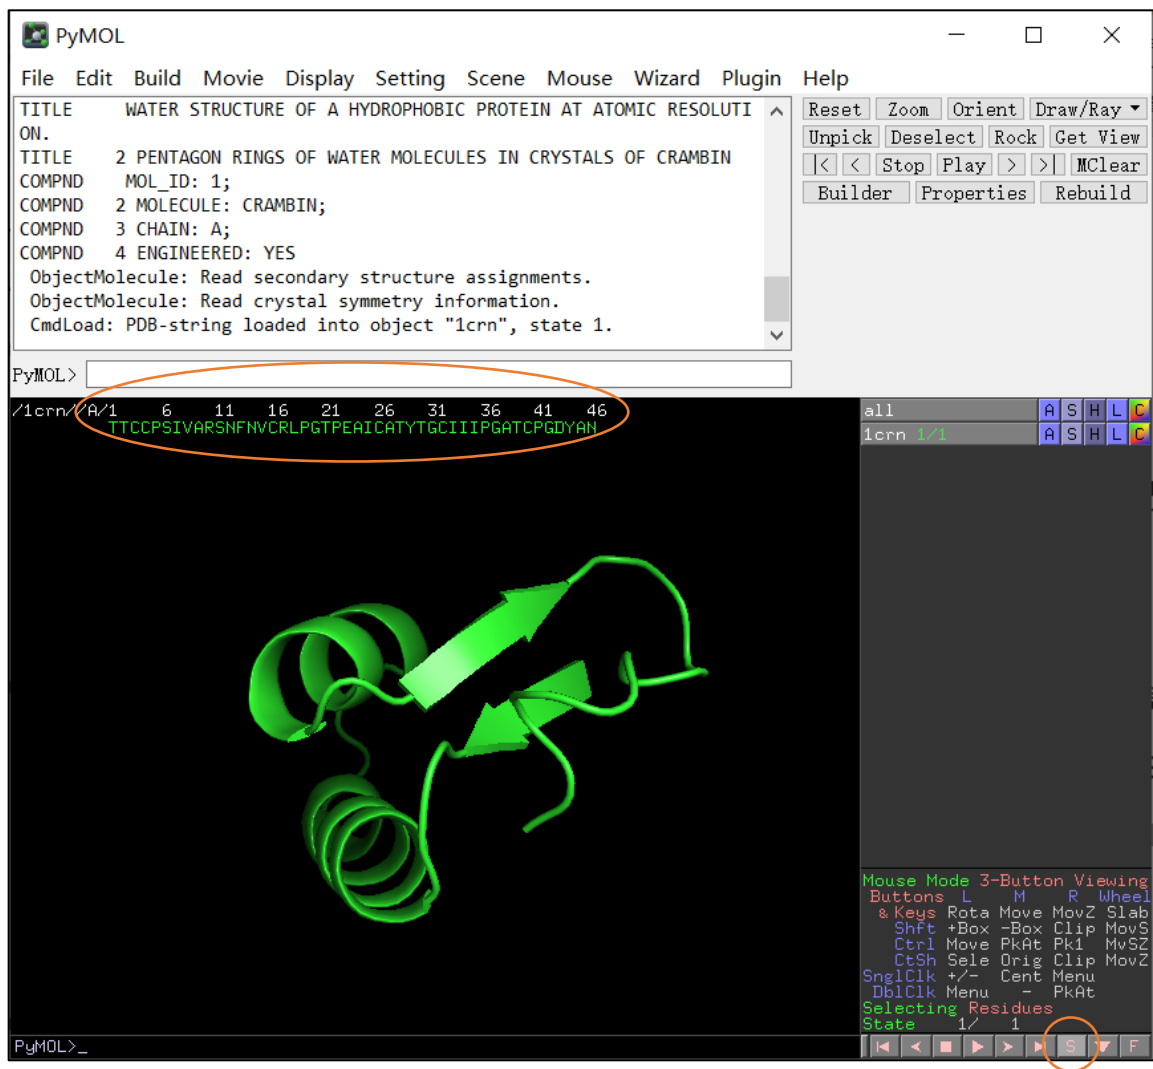 PyMOL
File Edit Build Movie Display Setting Scene Mouse Wizard Plugin Help
TITLE     WATER STRUCTURE OF A HYDROPHOBIC PROTEIN AT ATOMIC RESOLUTI
ON.
TITLE    2 PENTAGON RINGS OF WATER MOLECULES IN CRYSTALS OF CRAMBIN
COMPND    MOL_ID: 1;
COMPND   2 MOLECULE: CRAMBIN;
COMPND   3 CHAIN: A;
COMPND   4 ENGINEERED: YES
ObjectMolecule: Read secondary structure assignments.
ObjectMolecule: Read crystal symmetry information.
CmdLoad: PDB-string loaded into object "1crn", state 1.
Reset Zoom Orient Draw/Ray ▼
Unpick Deselect Rock Get View
|< < Stop Play > >| MClear
Builder Properties Rebuild
PyMOL>
/1crn//A/1 6 11 16 21 26 31 36 41 46
TTCCPSIVARSNFNVCRLPGTPEAICATYTGCIIIPGATCPGDYAN
all A S H L C
1crn 1/1 A S H L C
Mouse Mode 3-Button Viewing
Buttons L M R Wheel
& Keys Rota Move MovZ Slab
Shft +Box -Box Clip MovS
Ctrl Move PkAt Pk1 MvSZ
CtSh Sele Orig Clip MovZ
SnglClk +/- Cent Menu
DblClk Menu - PkAt
Selecting Residues
State 1/ 1
PyMOL>_
S F